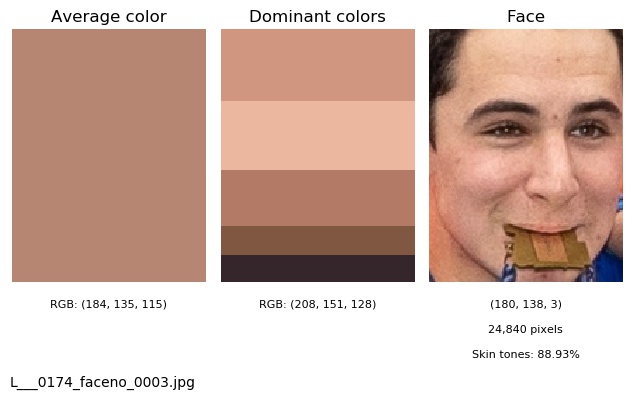 Average color
Dominant colors
Face
RGB: (184, 135, 115)
RGB: (208, 151, 128)
(180, 138, 3)
24,840 pixels
Skin tones: 88.93%
L___0174_faceno_0003.jpg